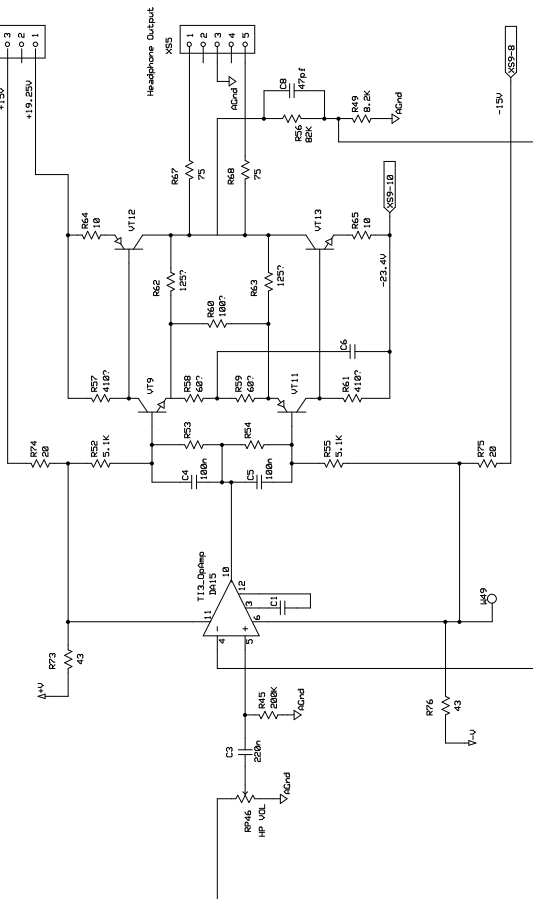 3
2
1
+15V
+19.25V
Headphone Output
XS5
1
2
3
4
5
AGnd
C8
47pf
R56
82K
R49
8.2K
AGnd
XS9-8
-15V
R67
75
R68
75
XS9-10
-23.4V
R64
10
VT12
VT13
R65
10
R62
125?
R60
100?
R63
125?
C6
R57
410?
VT9
R58
60?
R59
60?
VT11
R61
410?
R74
20
R52
5.1K
R53
R54
C4
100n
C5
100n
R55
5.1K
R75
20
TI3_OpAmp
DA15
10
11
12
3
6
4
5
-
+
C1
W49
R73
43
+V
R45
200K
AGnd
R76
43
-V
C3
220n
RP46
HP VOL
AGnd